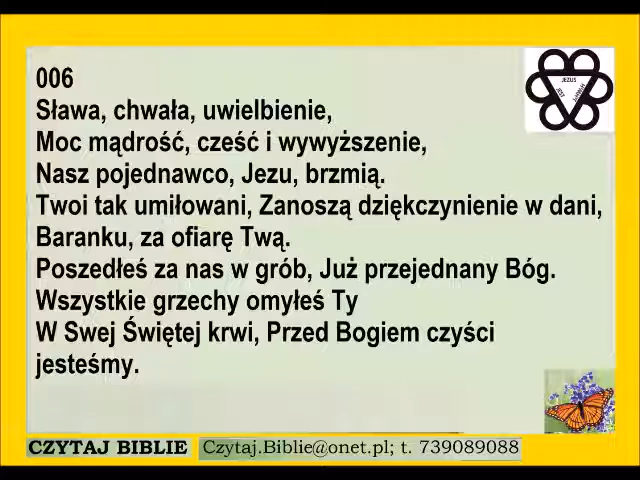 006
Sława, chwała, uwielbienie,
Moc mądrość, cześć i wywyższenie,
Nasz pojednawco, Jezu, brzmią.
Twoi tak umiłowani, Zanoszą dziękczynienie w dani,
Baranku, za ofiarę Twą.
Poszedłeś za nas w grób, Już przejednany Bóg.
Wszystkie grzechy omyłeś Ty
W Swej Świętej krwi, Przed Bogiem czyści
jesteśmy.
JEZUS
JEST
CZYTAJ BIBLIE
Czytaj.Biblie@onet.pl; t. 739089088